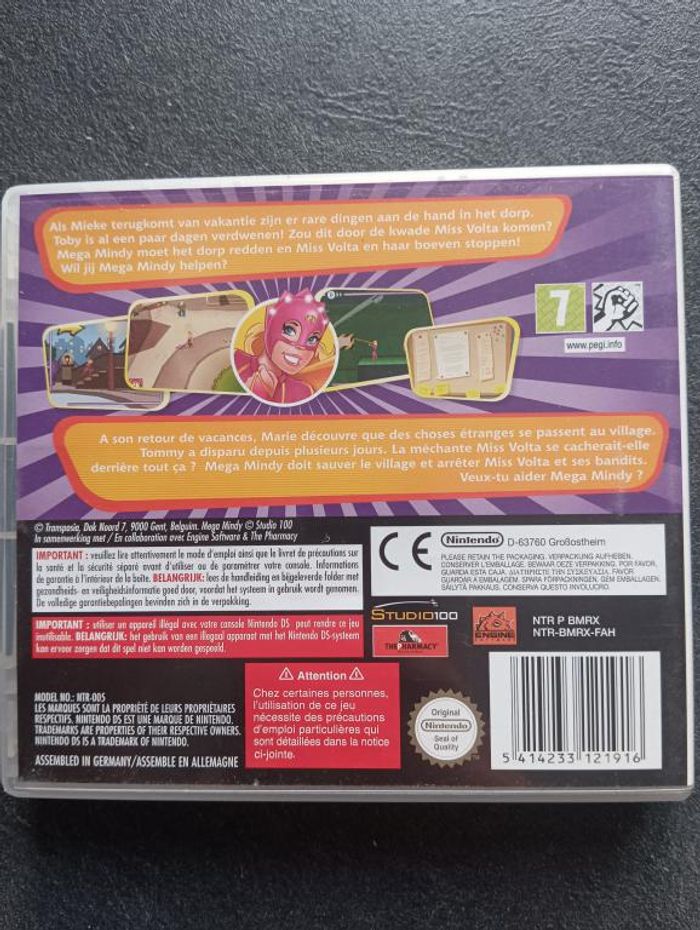 Als Mieke terugkomt van vakantie zijn er rare dingen aan de hand in het dorp.
Toby is al een paar dagen verdwenen! Zou dit door de kwade Miss Volta komen?
Mega Mindy moet het dorp redden en Miss Volta en haar boeven stoppen!
Wil jij Mega Mindy helpen?
7
www.pegi.info
A son retour de vacances, Marie découvre que des choses étranges se passent au village.
Tommy a disparu depuis plusieurs jours. La méchante Miss Volta se cacherait-elle
derrière tout ça ? Mega Mindy doit sauver le village et arrêter Miss Volta et ses bandits.
Veux-tu aider Mega Mindy ?
© Transposia, Dok Noord 7, 9000 Gent, Belguim. Mega Mindy © Studio 100
In samenwerking met / En collaboration avec Engine Software & The Pharmacy
IMPORTANT : veuillez lire attentivement le mode d'emploi ainsi que le livret de précautions sur
la santé et la sécurité séparé avant d'utiliser ou de paramétrer votre console. Informations
de garantie à l'intérieure de la boîte. BELANGRIJK: lees de handleiding en bijgeleverde folder met
gezondheids- en veiligheidsinformatie goed door, voordat het systeem in gebruik wordt genomen.
De volledige garantiebepalingen bevinden zich in de verpakking.
IMPORTANT : utiliser un appareil illégal avec votre console Nintendo DS peut rendre ce jeu
inutilisable. BELANGRIJK: het gebruik van een illegaal apparaat met het Nintendo DS-systeem
kan ervoor zorgen dat dit spel niet kan worden gespeeld.
CE
Nintendo D-63760 Großostheim
PLEASE RETAIN THE PACKAGING. VERPACKUNG AUFHEBEN.
CONSERVER L'EMBALLAGE. BEWAAR DEZE VERPAKKING. POR FAVOR,
GUARDA ESTA CAJA. ΔΙΑΤΗΡΗΣΤΕ ΤΗ ΣΥΣΚΕΥΑΣΙΑ. FAVOR
GUARDAR A EMBALAGEM. SPARA FÖRPACKNINGEN. GEM EMBALLAGEN.
SÄILYTÄ PAKKAUS. CONSERVA QUESTO INVOLUCRO.
STUDIO100
THE PHARMACY
ENGINE
SOFTWARE
NTR P BMRX
NTR-BMRX-FAH
MODEL NO.: NTR-005
LES MARQUES SONT LA PROPRIÉTÉ DE LEURS PROPRIÉTAIRES
RESPECTIFS. NINTENDO DS EST UNE MARQUE DE NINTENDO.
TRADEMARKS ARE PROPERTIES OF THEIR RESPECTIVE OWNERS.
NINTENDO DS IS A TRADEMARK OF NINTENDO.
ASSEMBLED IN GERMANY/ASSEMBLE EN ALLEMAGNE
Attention
Chez certaines personnes,
l'utilisation de ce jeu
nécessite des précautions
d'emploi particulières qui
sont détaillées dans la notice
ci-jointe.
Original
Nintendo
Seal of
Quality
5 414233 121916